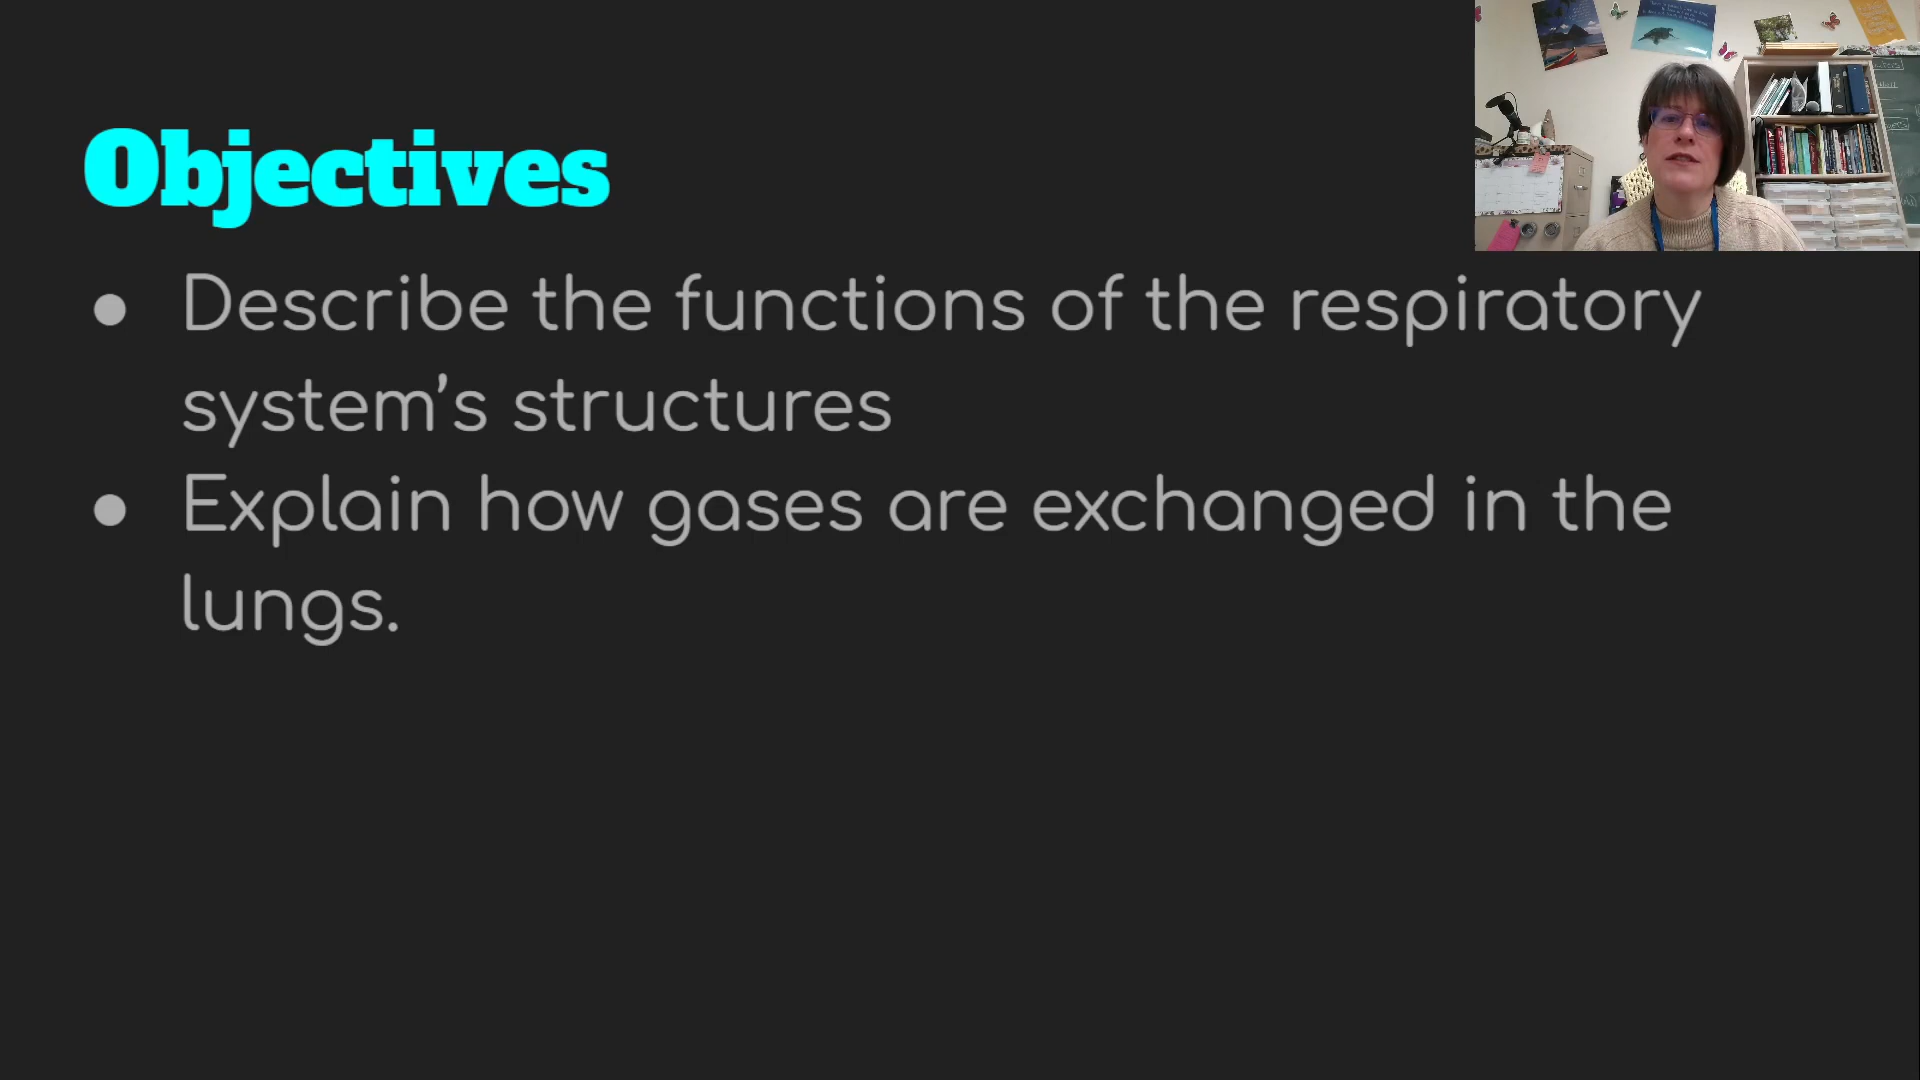 Objectives
● Describe the functions of the respiratory
system’s structures
● Explain how gases are exchanged in the
lungs.